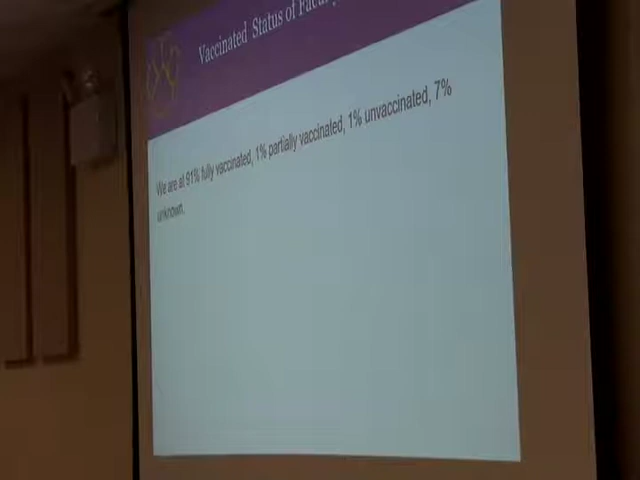 Vaccinated Status of
We are at 91% fully vaccinated, 1% partially vaccinated, 1% unvaccinated, 7%
unknown.